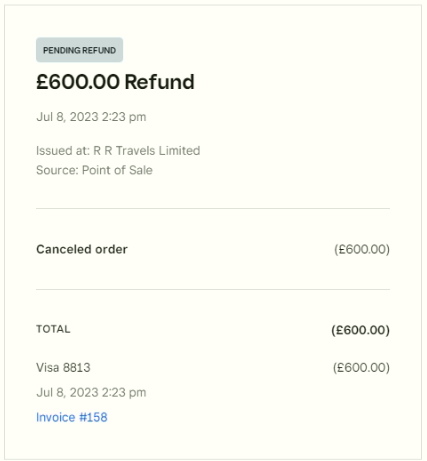 PENDING REFUND
£600.00 Refund
Jul 8, 2023 2:23 pm
Issued at: R R Travels Limited
Source: Point of Sale
Canceled order (£600.00)
TOTAL (£600.00)
Visa 8813 (£600.00)
Jul 8, 2023 2:23 pm
Invoice #158